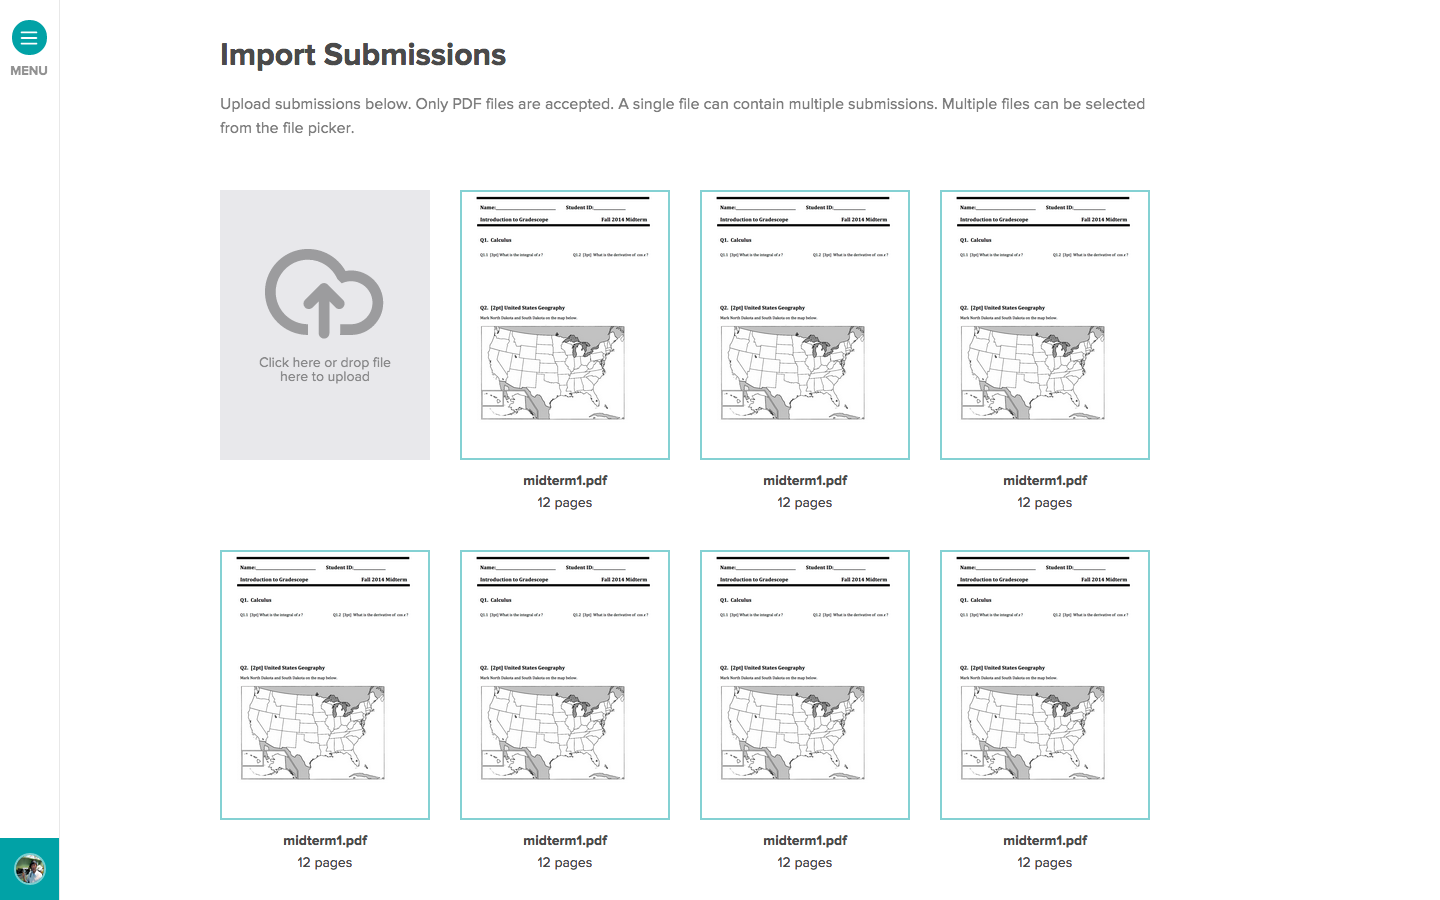 MENU
Import Submissions
Upload submissions below. Only PDF files are accepted. A single file can contain multiple submissions. Multiple files can be selected
from the file picker.
Click here or drop file
here to upload
Name: Student ID:
Introduction to Gradescope Fall 2014 Midterm
Q1. Calculus
Q1.1 [3pt] What is the integral of x? Q1.2 [3pt] What is the derivative of cos x?
Q2. [2pt] United States Geography
Mark North Dakota and South Dakota on the map below.
midterm1.pdf
12 pages
Name: Student ID:
Introduction to Gradescope Fall 2014 Midterm
Q1. Calculus
Q1.1 [3pt] What is the integral of x? Q1.2 [3pt] What is the derivative of cos x?
Q2. [2pt] United States Geography
Mark North Dakota and South Dakota on the map below.
midterm1.pdf
12 pages
Name: Student ID:
Introduction to Gradescope Fall 2014 Midterm
Q1. Calculus
Q1.1 [3pt] What is the integral of x? Q1.2 [3pt] What is the derivative of cos x?
Q2. [2pt] United States Geography
Mark North Dakota and South Dakota on the map below.
midterm1.pdf
12 pages
Name: Student ID:
Introduction to Gradescope Fall 2014 Midterm
Q1. Calculus
Q1.1 [3pt] What is the integral of x? Q1.2 [3pt] What is the derivative of cos x?
Q2. [2pt] United States Geography
Mark North Dakota and South Dakota on the map below.
midterm1.pdf
12 pages
Name: Student ID:
Introduction to Gradescope Fall 2014 Midterm
Q1. Calculus
Q1.1 [3pt] What is the integral of x? Q1.2 [3pt] What is the derivative of cos x?
Q2. [2pt] United States Geography
Mark North Dakota and South Dakota on the map below.
midterm1.pdf
12 pages
Name: Student ID:
Introduction to Gradescope Fall 2014 Midterm
Q1. Calculus
Q1.1 [3pt] What is the integral of x? Q1.2 [3pt] What is the derivative of cos x?
Q2. [2pt] United States Geography
Mark North Dakota and South Dakota on the map below.
midterm1.pdf
12 pages
Name: Student ID:
Introduction to Gradescope Fall 2014 Midterm
Q1. Calculus
Q1.1 [3pt] What is the integral of x? Q1.2 [3pt] What is the derivative of cos x?
Q2. [2pt] United States Geography
Mark North Dakota and South Dakota on the map below.
midterm1.pdf
12 pages